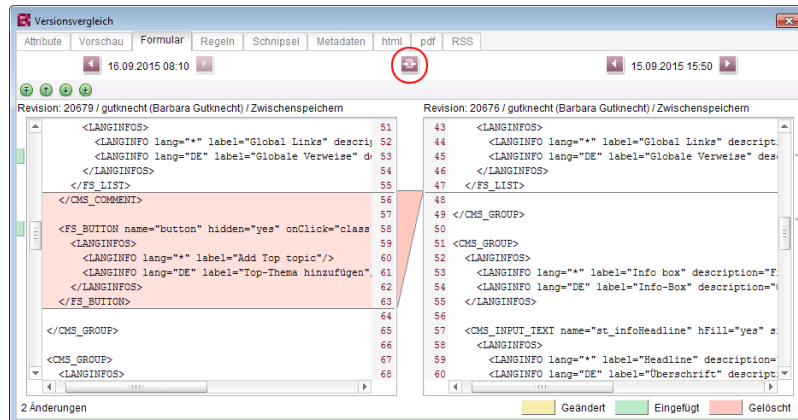 Versionsvergleich
Attribute Vorschau Formular Regeln Schnipsel Metadaten html pdf RSS
16.09.2015 08:10 15.09.2015 15:50
Revision: 20679 / gutknecht (Barbara Gutknecht) / Zwischenspeichern Revision: 20676 / gutknecht (Barbara Gutknecht) / Zwischenspeichern
<LANGINFOS> 51 43 <LANGINFOS>
<LANGINFO lang="*" label="Global Links" descrip 52 44 <LANGINFO lang="*" label="Global Links" descript
<LANGINFO lang="DE" label="Globale Verweise" de 53 45 <LANGINFO lang="DE" label="Globale Verweise" des
</LANGINFOS> 54 46 </LANGINFOS>
</FS_LIST> 55 47 </FS_LIST>
</CMS_COMMENT> 56 48
57 49 </CMS_GROUP>
<FS_BUTTON name="button" hidden="yes" onClick="class 58 50
<LANGINFOS> 59 51 <CMS_GROUP>
<LANGINFO lang="*" label="Add Top topic"/> 60 52 <LANGINFOS>
<LANGINFO lang="DE" label="Top-Thema hinzufügen" 61 53 <LANGINFO lang="*" label="Info box" description="F
</LANGINFOS> 62 54 <LANGINFO lang="DE" label="Info-Box" description="
</FS_BUTTON> 63 55 </LANGINFOS>
64 56
</CMS_GROUP> 65 57 <CMS_INPUT_TEXT name="st_infoHeadline" hFill="yes" s
66 58 <LANGINFOS>
<CMS_GROUP> 67 59 <LANGINFO lang="*" label="Headline" description=
<LANGINFOS> 68 60 <LANGINFO lang="DE" label="Überschrift" descript
2 Änderungen Geändert Eingefügt Gelöscht